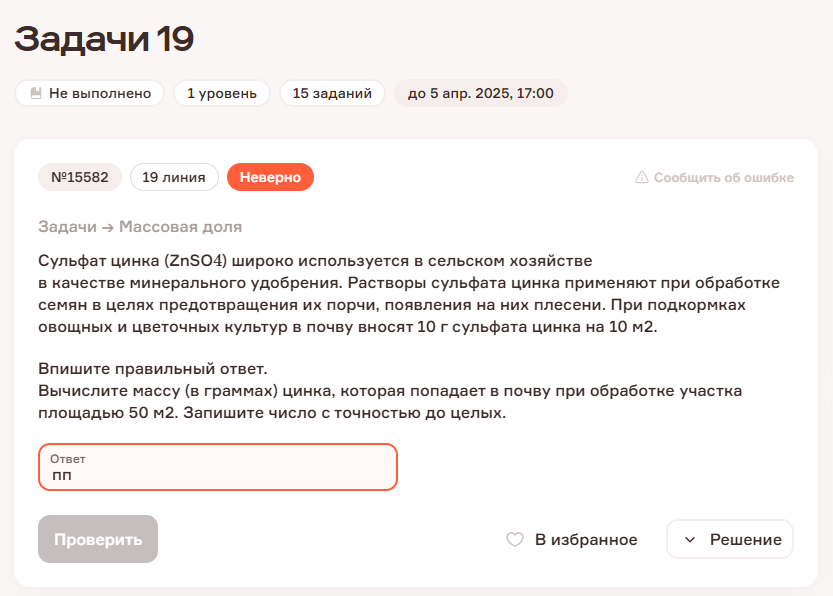 Задачи 19
Не выполнено
1 уровень
15 заданий
до 5 апр. 2025, 17:00
№15582
19 линия
Неверно
Сообщить об ошибке
Задачи → Массовая доля
Сульфат цинка (ZnSO4) широко используется в сельском хозяйстве
в качестве минерального удобрения. Растворы сульфата цинка применяют при обработке
семян в целях предотвращения их порчи, появления на них плесени. При подкормках
овощных и цветочных культур в почву вносят 10 г сульфата цинка на 10 м2.
Впишите правильный ответ.
Вычислите массу (в граммах) цинка, которая попадает в почву при обработке участка
площадью 50 м2. Запишите число с точностью до целых.
Ответ
пп
Проверить
В избранное
Решение